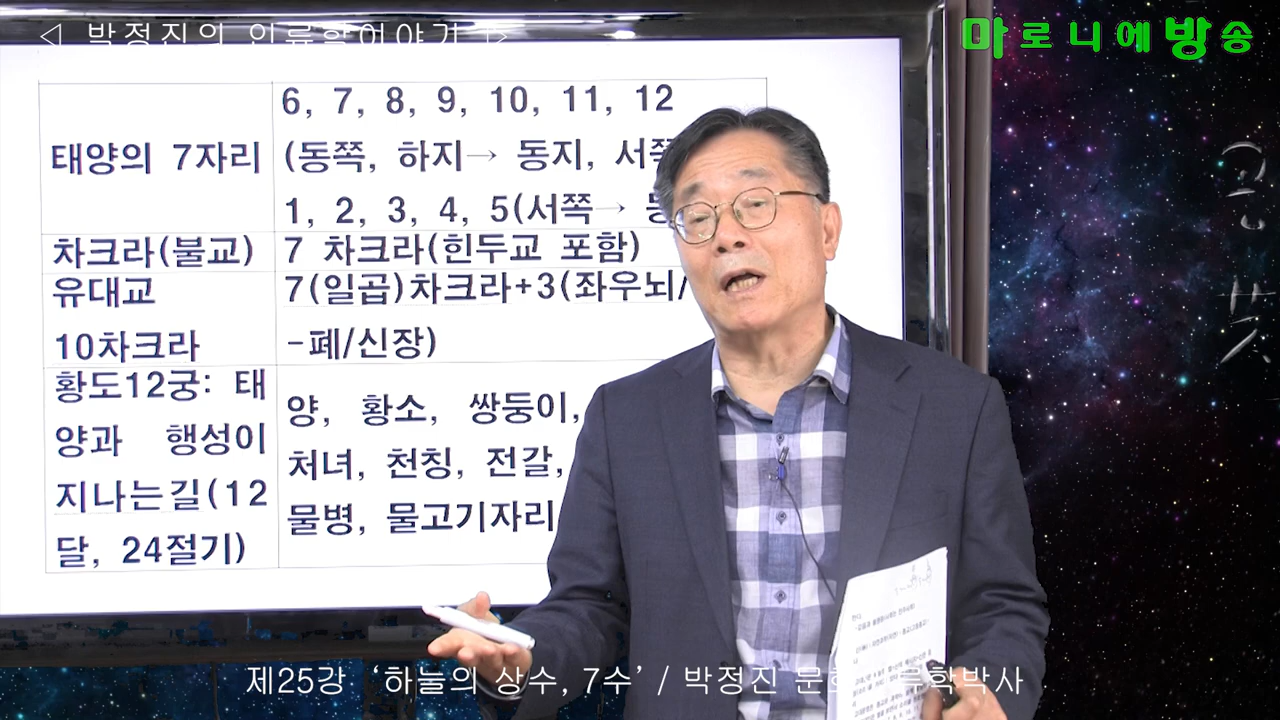 ◁ 박정진의 인류학이야기 ▷
마로니에방송
태양의 7자리
6, 7, 8, 9, 10, 11, 12
(동쪽, 하지→ 동지, 서쪽
1, 2, 3, 4, 5(서쪽→
차크라(불교)
7 차크라(힌두교 포함)
유대교
10차크라
7(일곱)차크라+3(좌우뇌/
-폐/신장)
황도12궁: 태
양과 행성이
지나는길(12
달, 24절기)
양, 황소, 쌍둥이,
처녀, 천칭, 전갈,
물병, 물고기자리
제25강 ‘하늘의 상수, 7수’ / 박정진 문화 류학박사